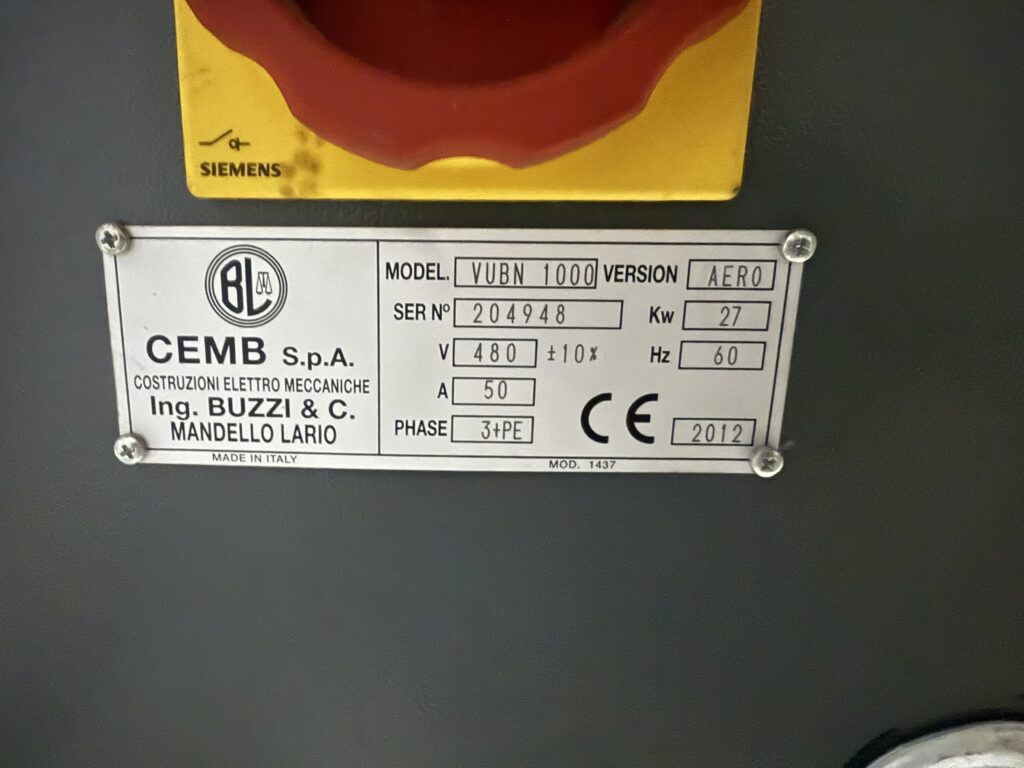 SIEMENS
BL
CEMB S.p.A.
COSTRUZIONI ELETTRO MECCANICHE
Ing. BUZZI & C.
MANDELLO LARIO
MADE IN ITALY
MODEL. VUBN 1000 VERSION AERO
SER Nº 204948 Kw 27
V 480 ±10% Hz 60
A 50
PHASE 3+PE CE 2012
MOD. 1437